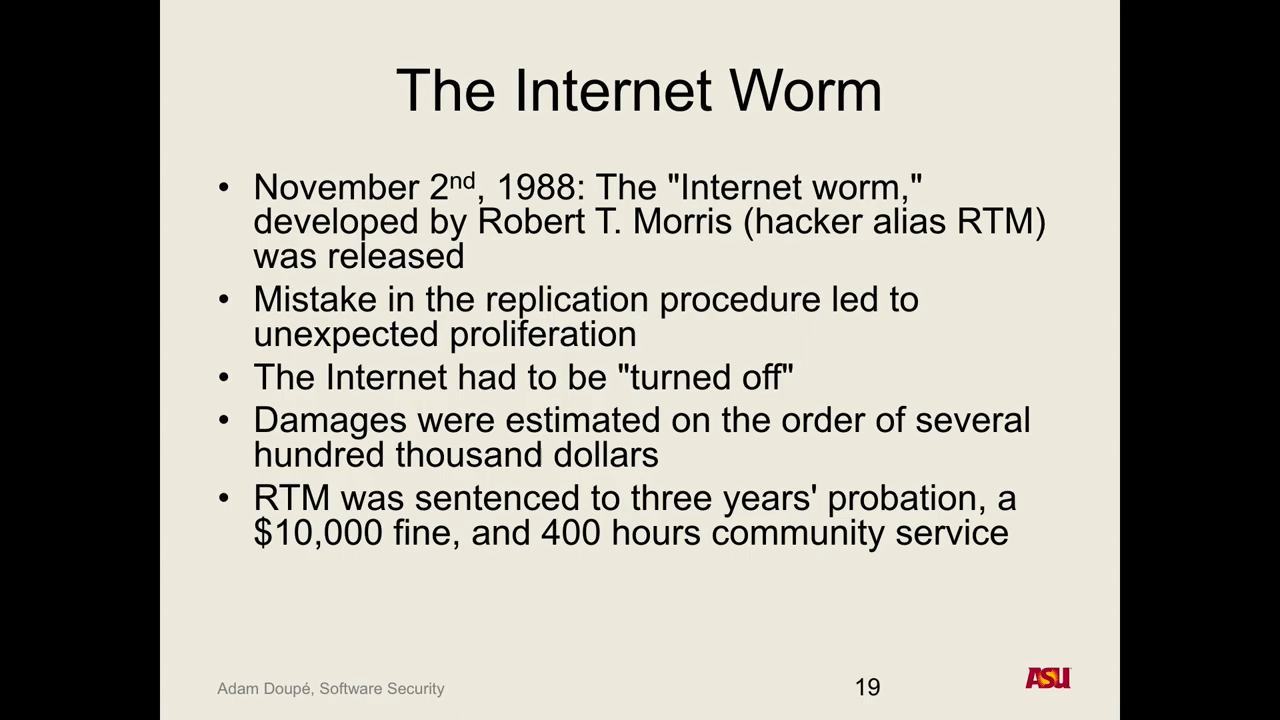 The Internet Worm
• November 2nd, 1988: The "Internet worm,"
developed by Robert T. Morris (hacker alias RTM)
was released
• Mistake in the replication procedure led to
unexpected proliferation
• The Internet had to be "turned off"
• Damages were estimated on the order of several
hundred thousand dollars
• RTM was sentenced to three years' probation, a
$10,000 fine, and 400 hours community service
Adam Doupé, Software Security
19
ASU